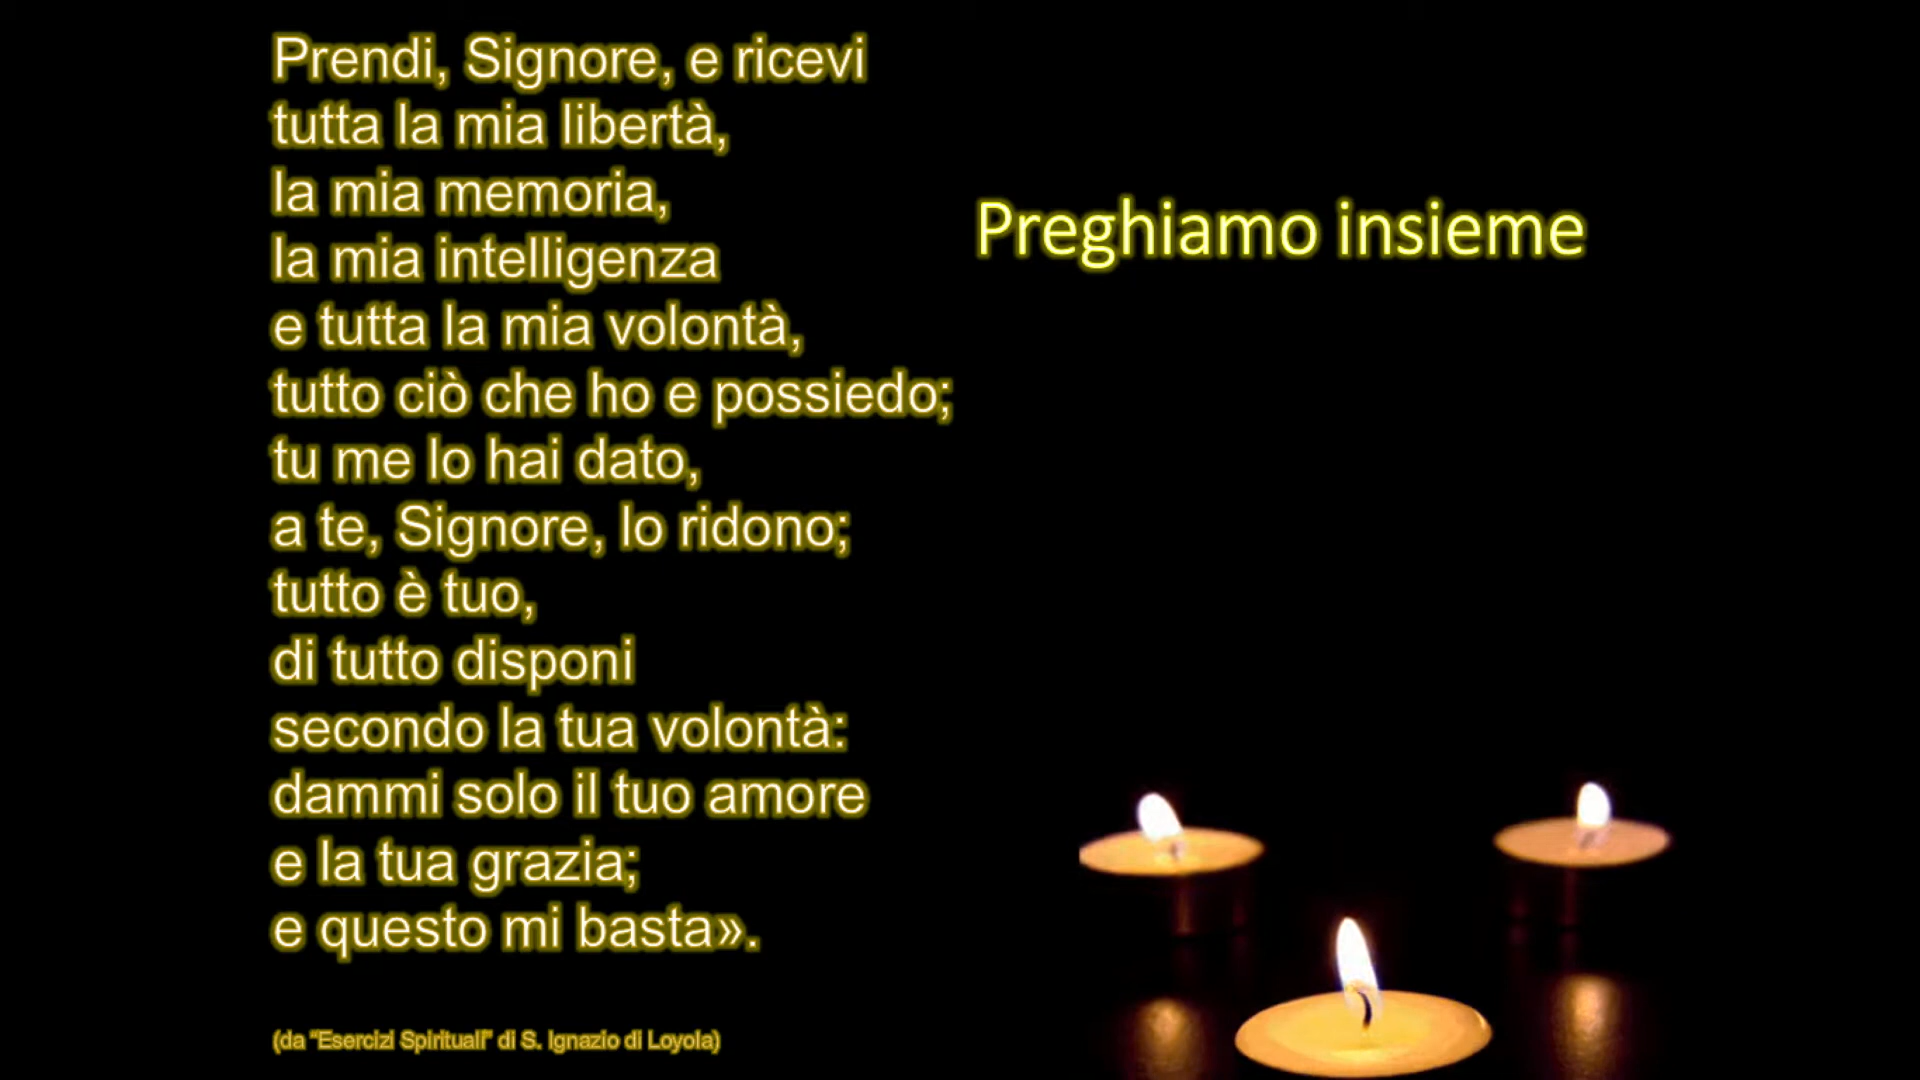 Prendi, Signore, e ricevi
tutta la mia libertà,
la mia memoria,
la mia intelligenza
e tutta la mia volontà,
tutto ciò che ho e possiedo;
tu me lo hai dato,
a te, Signore, lo ridono;
tutto è tuo,
di tutto disponi
secondo la tua volontà:
dammi solo il tuo amore
e la tua grazia;
e questo mi basta».
(da “Esercizi Spirituali” di S. Ignazio di Loyola)
Preghiamo insieme